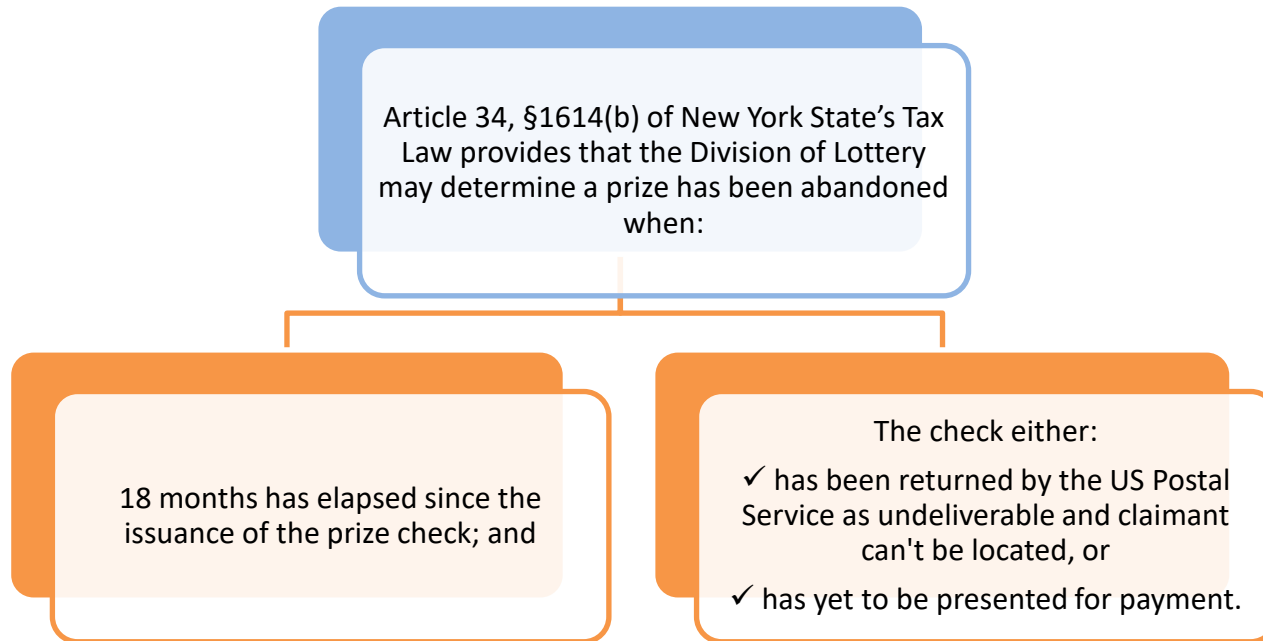 Article 34, §1614(b) of New York State’s Tax
Law provides that the Division of Lottery
may determine a prize has been abandoned
when:
18 months has elapsed since the
issuance of the prize check; and
The check either:
✓ has been returned by the US Postal
Service as undeliverable and claimant
can't be located, or
✓ has yet to be presented for payment.